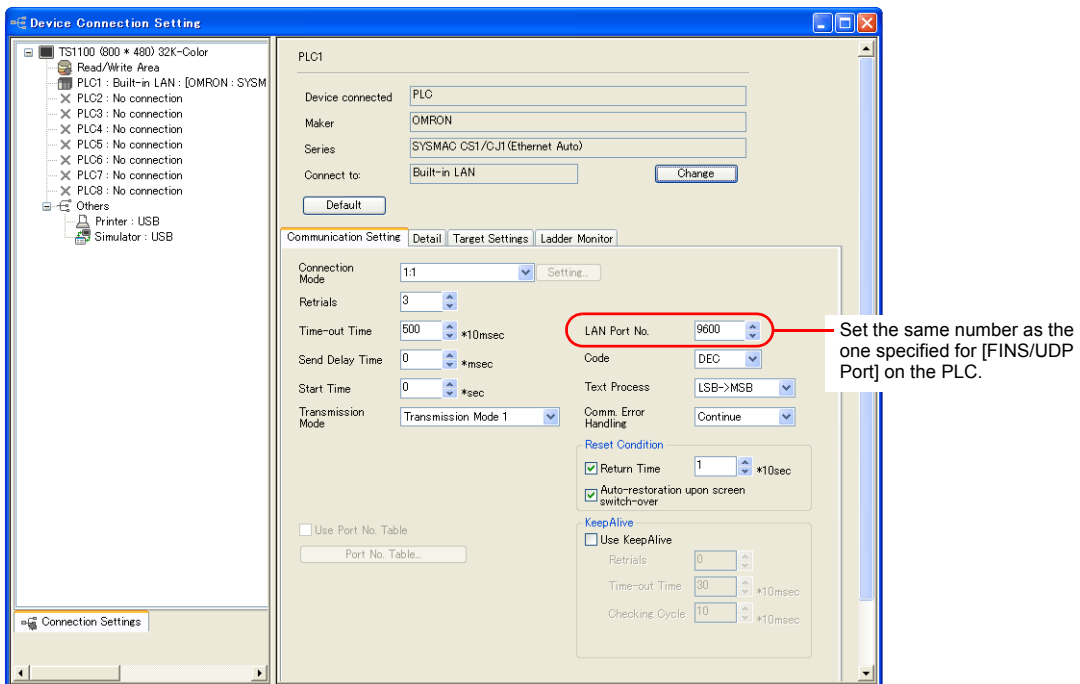 Device Connection Setting
TS1100 (800 * 480) 32K-Color
Read/Write Area
PLC1 : Built-in LAN : [OMRON : SYSM
PLC2 : No connection
PLC3 : No connection
PLC4 : No connection
PLC5 : No connection
PLC6 : No connection
PLC7 : No connection
PLC8 : No connection
Others
Printer : USB
Simulator : USB
Connection Settings
PLC1
Device connected PLC
Maker OMRON
Series SYSMAC CS1/CJ1(Ethernet Auto)
Connect to: Built-in LAN Change
Default
Communication Setting Detail Target Settings Ladder Monitor
Connection
Mode 1:1 Setting...
Retrials 3
Time-out Time 500 *10msec
Send Delay Time 0 *msec
Start Time 0 *sec
Transmission
Mode Transmission Mode 1
Use Port No. Table
Port No. Table...
LAN Port No. 9600
Code DEC
Text Process LSB->MSB
Comm. Error
Handling Continue
Reset Condition
Return Time 1 *10sec
Auto-restoration upon screen
switch-over
KeepAlive
Use KeepAlive
Retrials 0
Time-out Time 30 *10msec
Checking Cycle 10 *10msec
Set the same number as the
one specified for [FINS/UDP
Port] on the PLC.